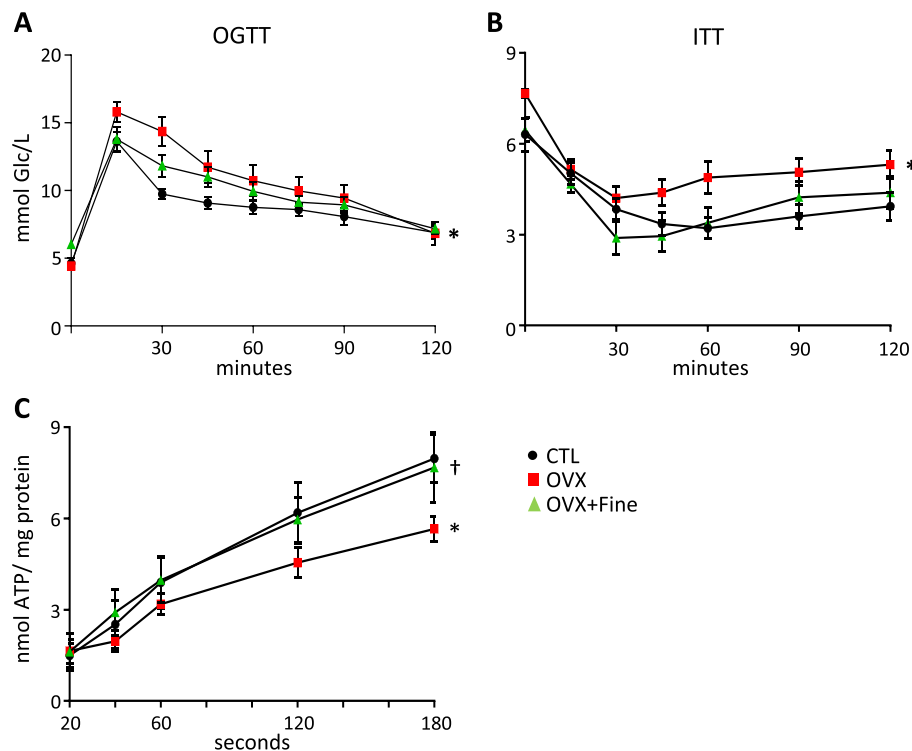 A
OGTT
mmol Glc/L
20
15
10
5
0
30
60
90
120
*
minutes
B
ITT
9
6
3
0
30
60
90
120
*
minutes
C
nmol ATP/ mg protein
9
6
3
0
20
60
120
180
†
*
seconds
CTL
OVX
OVX+Fine